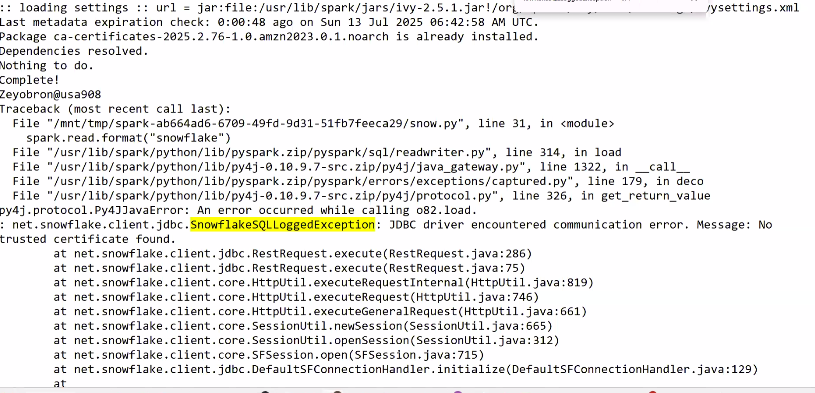 :: loading settings :: url = jar:file:/usr/lib/spark/jars/ivy-2.5.1.jar!/org/ vysettings.xml
Last metadata expiration check: 0:00:48 ago on Sun 13 Jul 2025 06:42:58 AM UTC.
Package ca-certificates-2025.2.76-1.0.amzn2023.0.1.noarch is already installed.
Dependencies resolved.
Nothing to do.
Complete!
Zeyobron@usa908
Traceback (most recent call last):
  File "/mnt/tmp/spark-ab664ad6-6709-49fd-9d31-51fb7feeca29/snow.py", line 31, in <module>
    spark.read.format("snowflake")
  File "/usr/lib/spark/python/lib/pyspark.zip/pyspark/sql/readwriter.py", line 314, in load
  File "/usr/lib/spark/python/lib/py4j-0.10.9.7-src.zip/py4j/java_gateway.py", line 1322, in __call__
  File "/usr/lib/spark/python/lib/pyspark.zip/pyspark/errors/exceptions/captured.py", line 179, in deco
  File "/usr/lib/spark/python/lib/py4j-0.10.9.7-src.zip/py4j/protocol.py", line 326, in get_return_value
py4j.protocol.Py4JJavaError: An error occurred while calling o82.load.
: net.snowflake.client.jdbc.SnowflakeSQLLoggedException: JDBC driver encountered communication error. Message: No
trusted certificate found.
        at net.snowflake.client.jdbc.RestRequest.execute(RestRequest.java:286)
        at net.snowflake.client.jdbc.RestRequest.execute(RestRequest.java:75)
        at net.snowflake.client.core.HttpUtil.executeRequestInternal(HttpUtil.java:819)
        at net.snowflake.client.core.HttpUtil.executeRequest(HttpUtil.java:746)
        at net.snowflake.client.core.HttpUtil.executeGeneralRequest(HttpUtil.java:661)
        at net.snowflake.client.core.SessionUtil.newSession(SessionUtil.java:665)
        at net.snowflake.client.core.SessionUtil.openSession(SessionUtil.java:312)
        at net.snowflake.client.core.SFSession.open(SFSession.java:715)
        at net.snowflake.client.jdbc.DefaultSFConnectionHandler.initialize(DefaultSFConnectionHandler.java:129)
        at